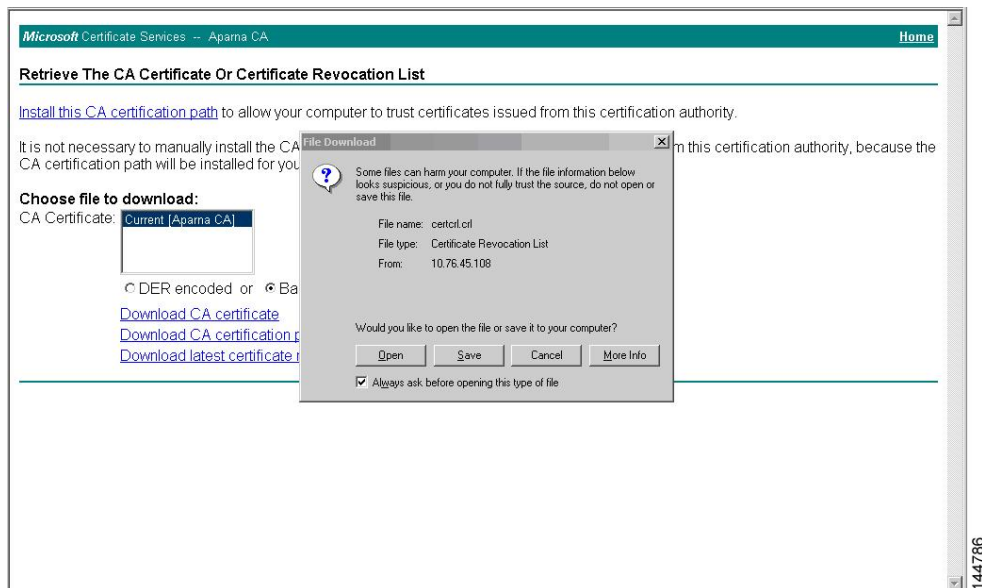 Microsoft Certificate Services -- Aparna CA Home
Retrieve The CA Certificate Or Certificate Revocation List
Install this CA certification path to allow your computer to trust certificates issued from this certification authority.
It is not necessary to manually install the CA
m this certification authority, because the
CA certification path will be installed for you
Choose file to download:
CA Certificate: Current [Aparna CA]
DER encoded or Ba
Download CA certificate
Download CA certification p
Download latest certificate r
File Download
Some files can harm your computer. If the file information below
looks suspicious, or you do not fully trust the source, do not open or
save this file.
File name: certcrl.crl
File type: Certificate Revocation List
From: 10.76.45.108
Would you like to open the file or save it to your computer?
Open Save Cancel More Info
Always ask before opening this type of file
144786